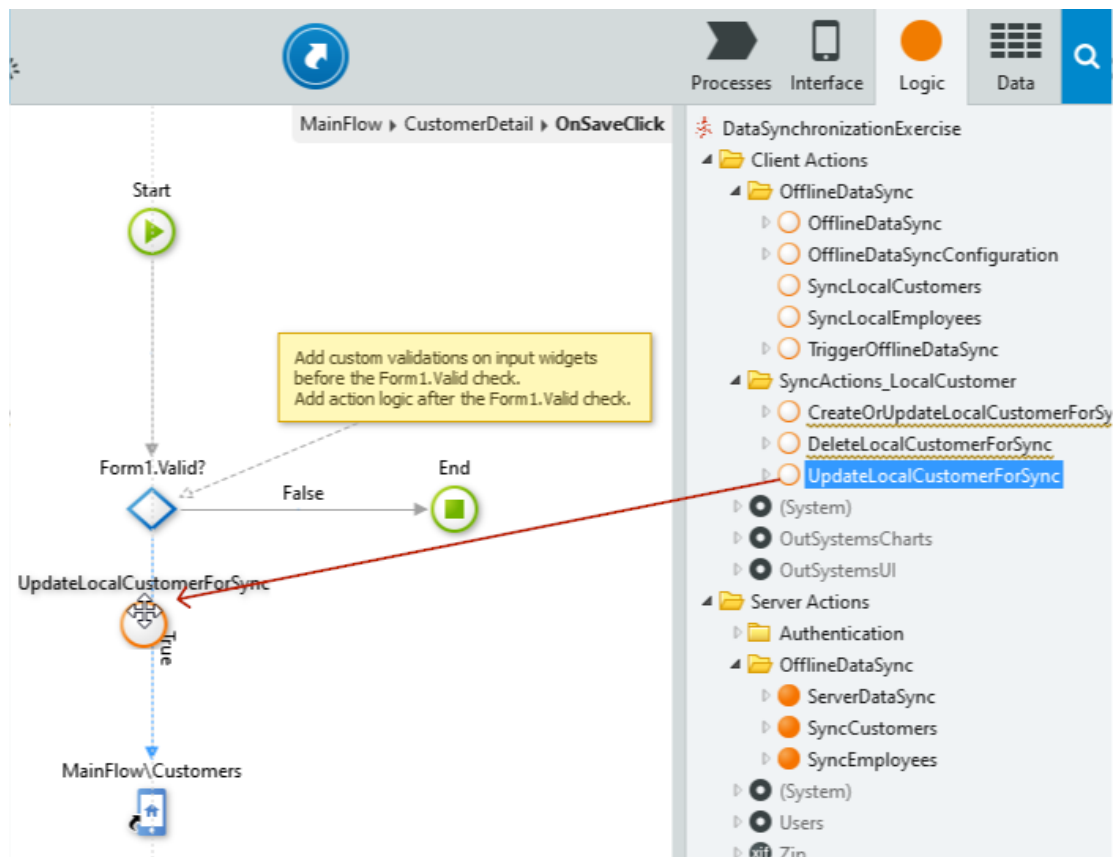 Processes
Interface
Logic
Data
MainFlow CustomerDetail OnSaveClick
Start
Add custom validations on input widgets
before the Form1.Valid check.
Add action logic after the Form1.Valid check.
Form1.Valid?
False
End
UpdateLocalCustomerForSync
True
MainFlow\Customers
DataSynchronizationExercise
Client Actions
OfflineDataSync
OfflineDataSync
OfflineDataSyncConfiguration
SyncLocalCustomers
SyncLocalEmployees
TriggerOfflineDataSync
SyncActions_LocalCustomer
CreateOrUpdateLocalCustomerForSy
DeleteLocalCustomerForSync
UpdateLocalCustomerForSync
(System)
OutSystemsCharts
OutSystemsUI
Server Actions
Authentication
OfflineDataSync
ServerDataSync
SyncCustomers
SyncEmployees
(System)
Users
xif Zip